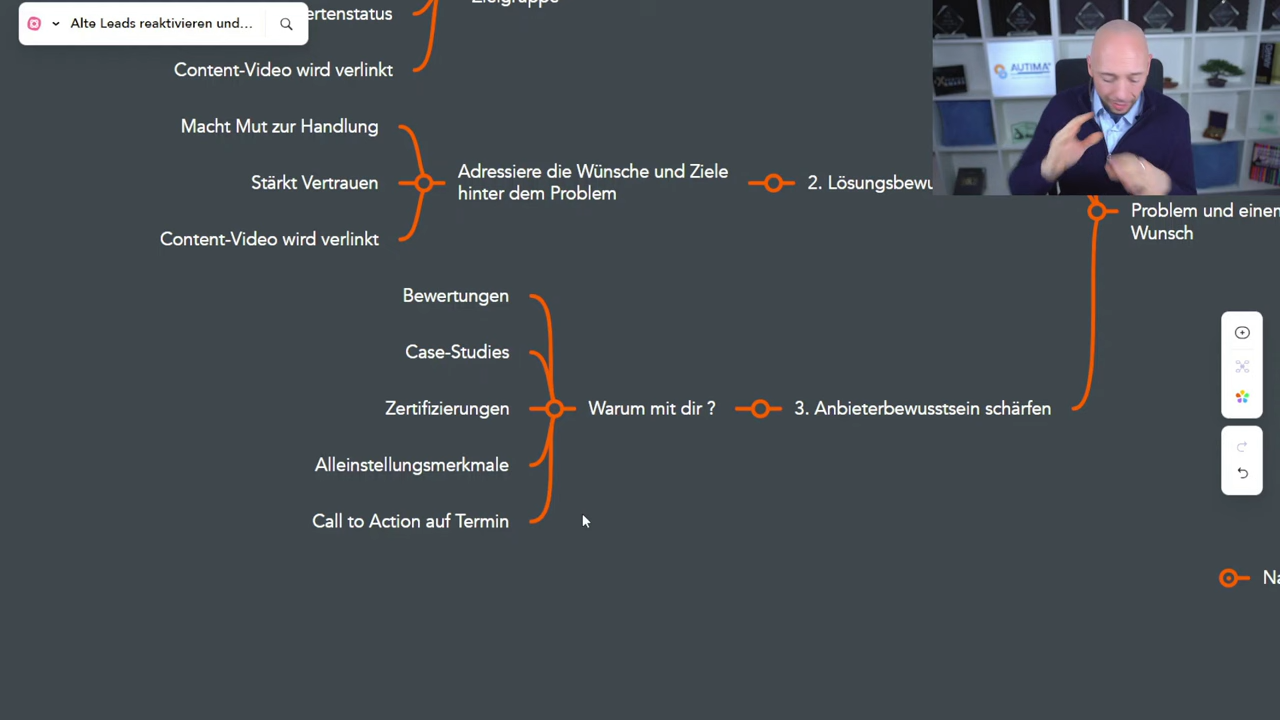 Alte Leads reaktivieren und...
Zielgruppe
ertenstatus
Content-Video wird verlinkt
Macht Mut zur Handlung
Stärkt Vertrauen
Content-Video wird verlinkt
Adressiere die Wünsche und Ziele
hinter dem Problem
2. Lösungsbewu
Problem und einen
Wunsch
Bewertungen
Case-Studies
Zertifizierungen
Alleinstellungsmerkmale
Call to Action auf Termin
Warum mit dir ?
3. Anbieterbewusstsein schärfen
Na
AUTIMA